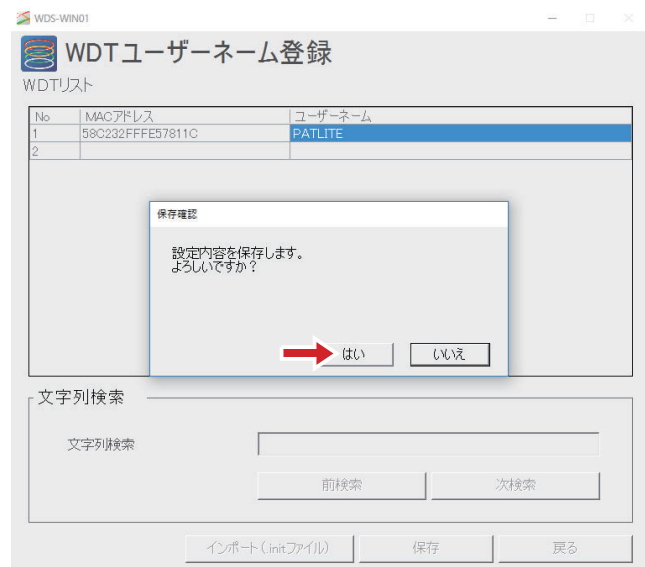 WDS-WIN01
WDTユーザーネーム登録
WDTリスト
No MACアドレス ユーザーネーム
1 58C232FFFE57811C PATLITE
2
保存確認
設定内容を保存します。
よろしいですか？
はい いいえ
文字列検索
文字列検索
前検索 次検索
インポート(.initファイル) 保存 戻る